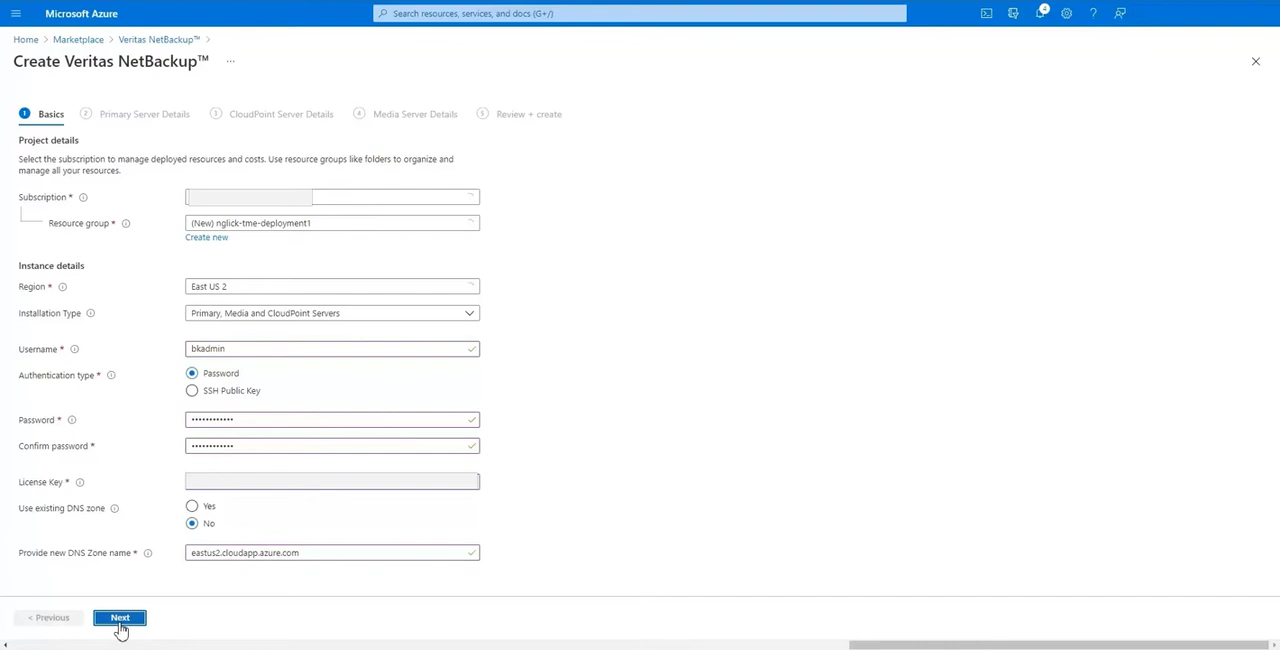 Microsoft Azure
Search resources, services, and docs (G+/)
4
Home > Marketplace > Veritas NetBackup™ >
Create Veritas NetBackup™ ...
1 Basics 2 Primary Server Details 3 CloudPoint Server Details 4 Media Server Details 5 Review + create
Project details
Select the subscription to manage deployed resources and costs. Use resource groups like folders to organize and
manage all your resources.
Subscription *
Resource group * (New) nglick-tme-deployment1
Create new
Instance details
Region * East US 2
Installation Type Primary, Media and CloudPoint Servers
Username * bkadmin
Authentication type * Password
SSH Public Key
Password * ••••••••••••
Confirm password * ••••••••••••
License Key *
Use existing DNS zone Yes
No
Provide new DNS Zone name * eastus2.cloudapp.azure.com
< Previous Next